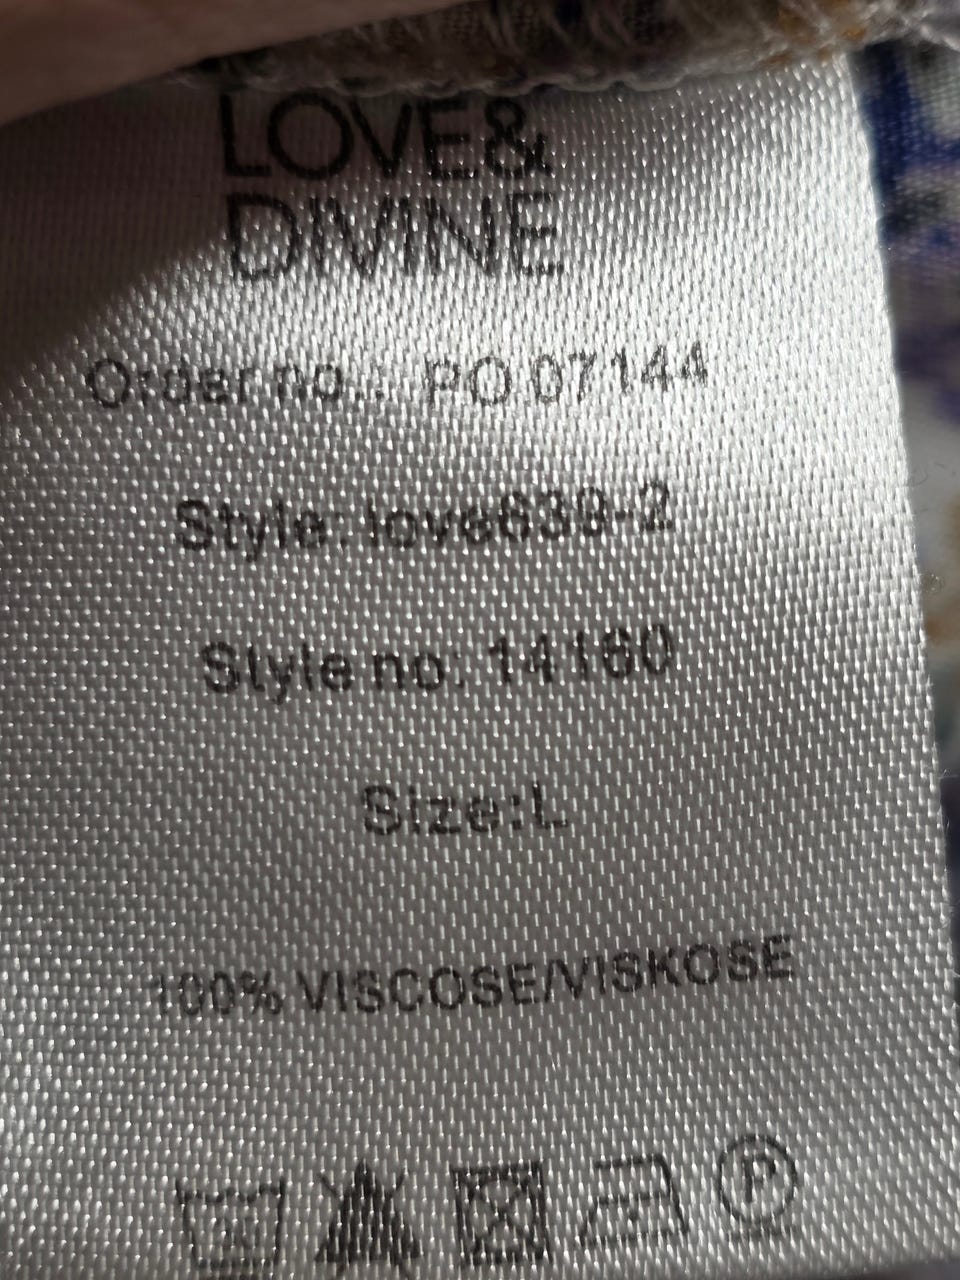 LOVE&
DIVINE
Order no.: PO 07144
Style: love639-2
Style no: 14160
Size:L
100% VISCOSE/VISKOSE
P